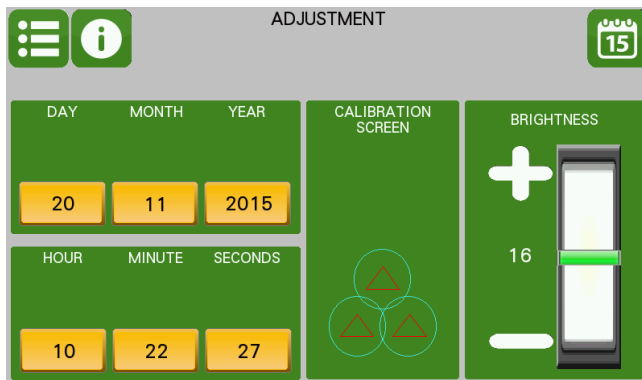 ADJUSTMENT
i
15
DAY MONTH YEAR
20 11 2015
HOUR MINUTE SECONDS
10 22 27
CALIBRATION
SCREEN
BRIGHTNESS
16